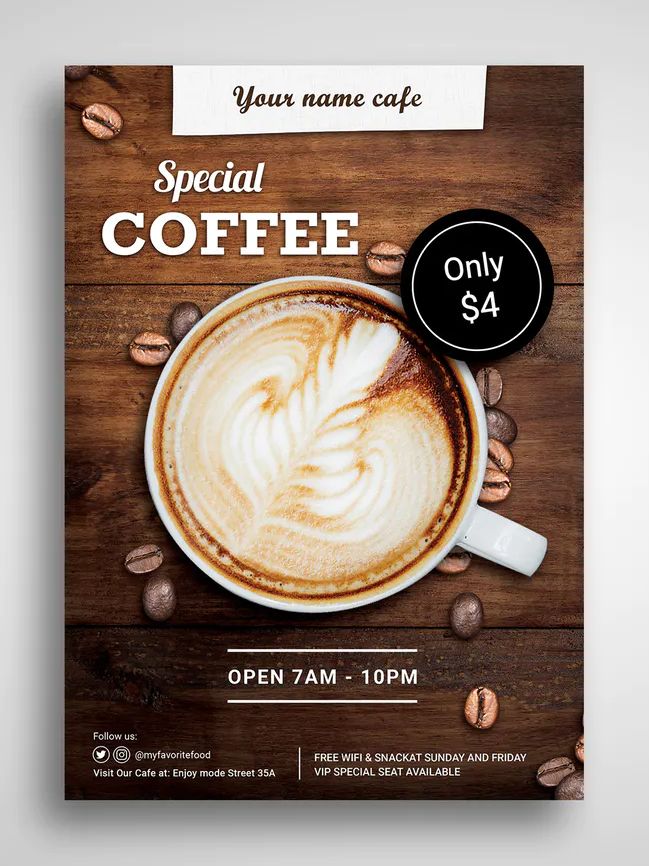 Your name cafe
Special
COFFEE
Only
$4
OPEN 7AM - 10PM
Follow us:
@myfavoritefood
Visit Our Cafe at: Enjoy mode Street 35A
FREE WIFI & SNACKAT SUNDAY AND FRIDAY
VIP SPECIAL SEAT AVAILABLE